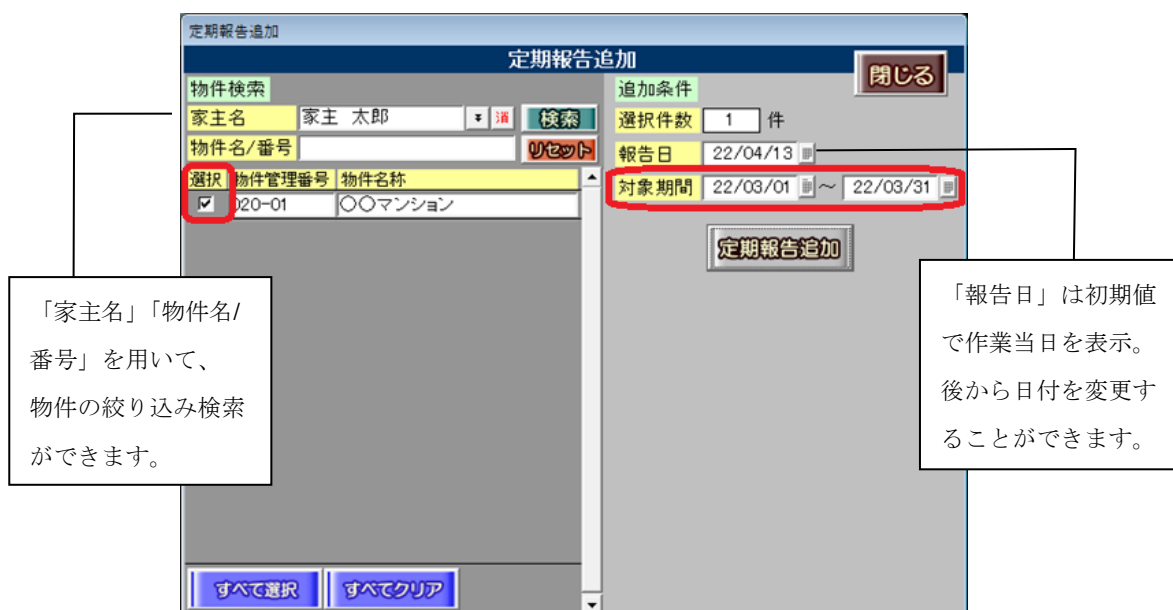 定期報告追加
定期報告追加
閉じる
物件検索
家主名 家主 太郎 消 検索
物件名/番号 リセット
選択 物件管理番号 物件名称
020-01 〇〇マンション
追加条件
選択件数 1 件
報告日 22/04/13
対象期間 22/03/01 ～ 22/03/31
定期報告追加
すべて選択 すべてクリア
「家主名」「物件名/
番号」を用いて、
物件の絞り込み検索
ができます。
「報告日」は初期値
で作業当日を表示。
後から日付を変更す
ることができます。